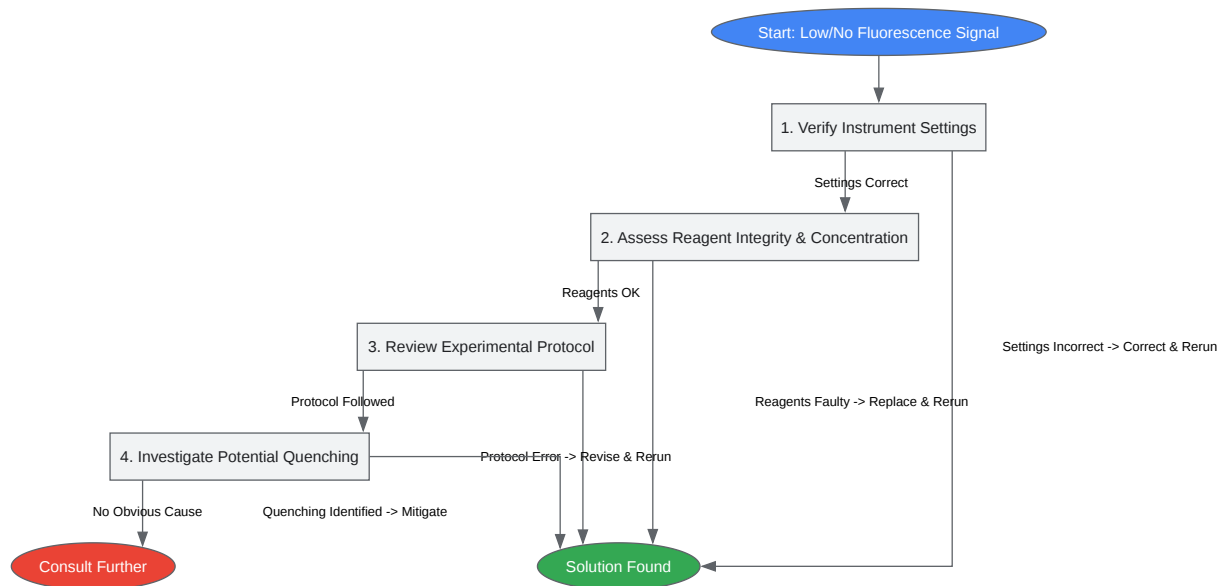 Start: Low/No Fluorescence Signal
1. Verify Instrument Settings
Settings Correct
2. Assess Reagent Integrity & Concentration
Reagents OK
3. Review Experimental Protocol
Settings Incorrect -> Correct & Rerun
Protocol Followed
Reagents Faulty -> Replace & Rerun
4. Investigate Potential Quenching
Protocol Error -> Revise & Rerun
No Obvious Cause
Quenching Identified -> Mitigate
Consult Further
Solution Found